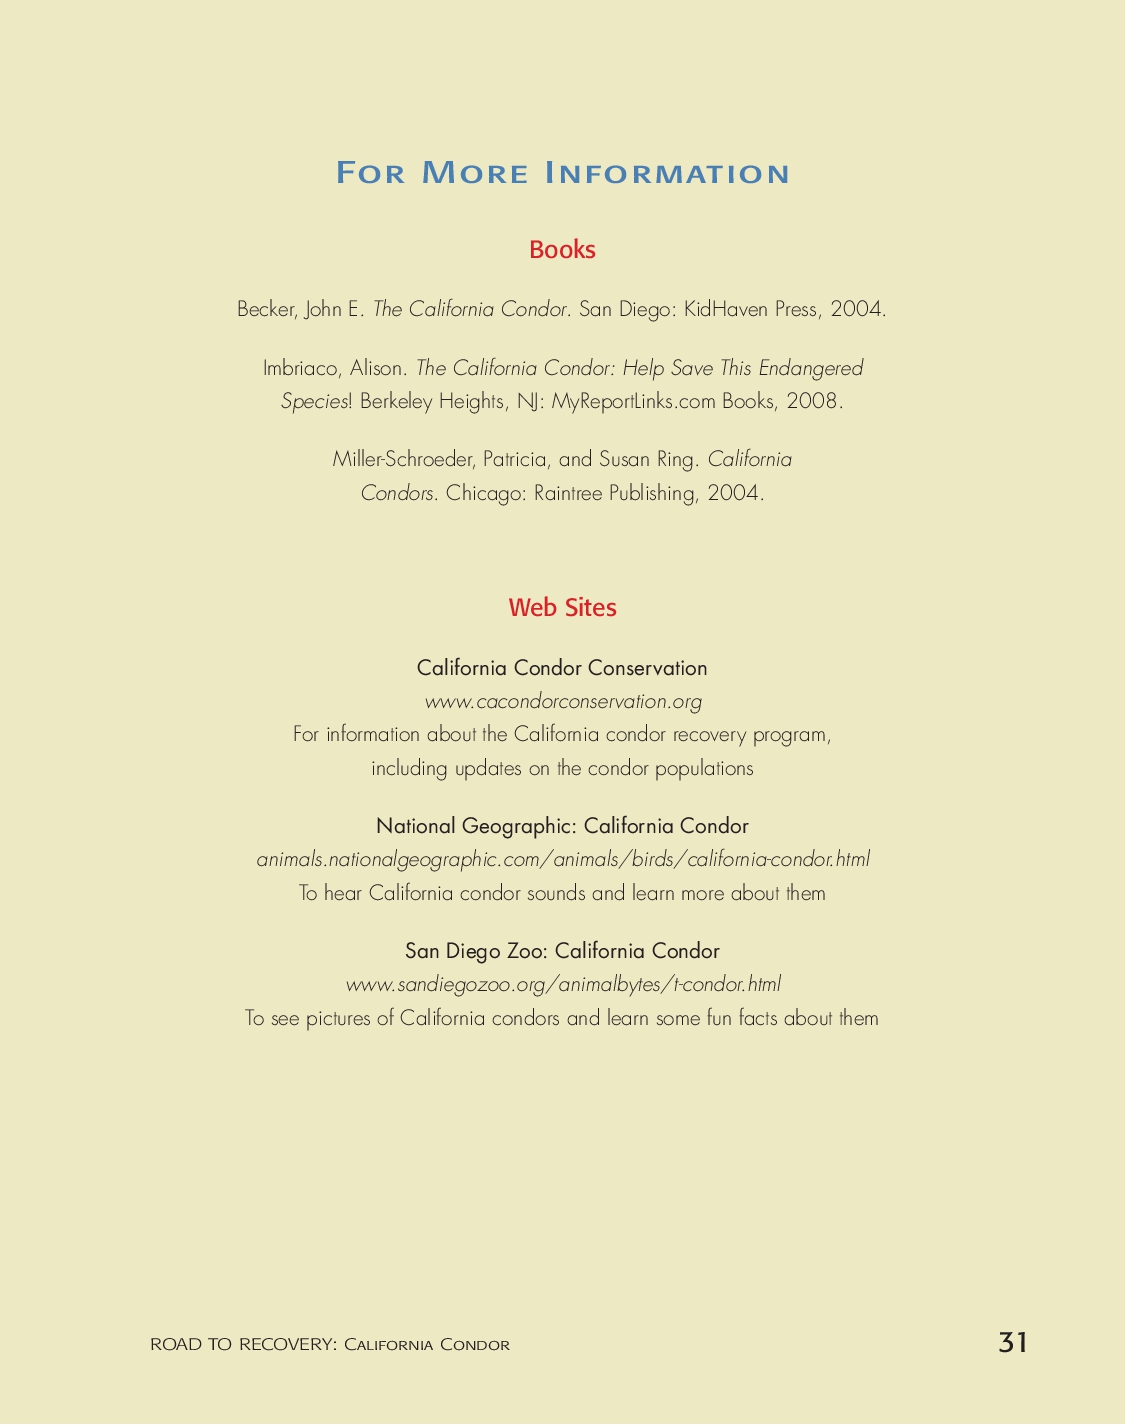 For More Information
Books
Becker, John E. The California Condor. San Diego: KidHaven Press, 2004.
Imbriaco, Alison. The California Condor: Help Save This Endangered
Species! Berkeley Heights, NJ: MyReportLinks.com Books, 2008.
Miller-Schroeder, Patricia, and Susan Ring. California
Condors. Chicago: Raintree Publishing, 2004.
Web Sites
California Condor Conservation
www.cacondorconservation.org
For information about the California condor recovery program,
including updates on the condor populations
National Geographic: California Condor
animals.nationalgeographic.com/animals/birds/california-condor.html
To hear California condor sounds and learn more about them
San Diego Zoo: California Condor
www.sandiegozoo.org/animalbytes/t-condor.html
To see pictures of California condors and learn some fun facts about them
ROAD TO RECOVERY: California Condor
31